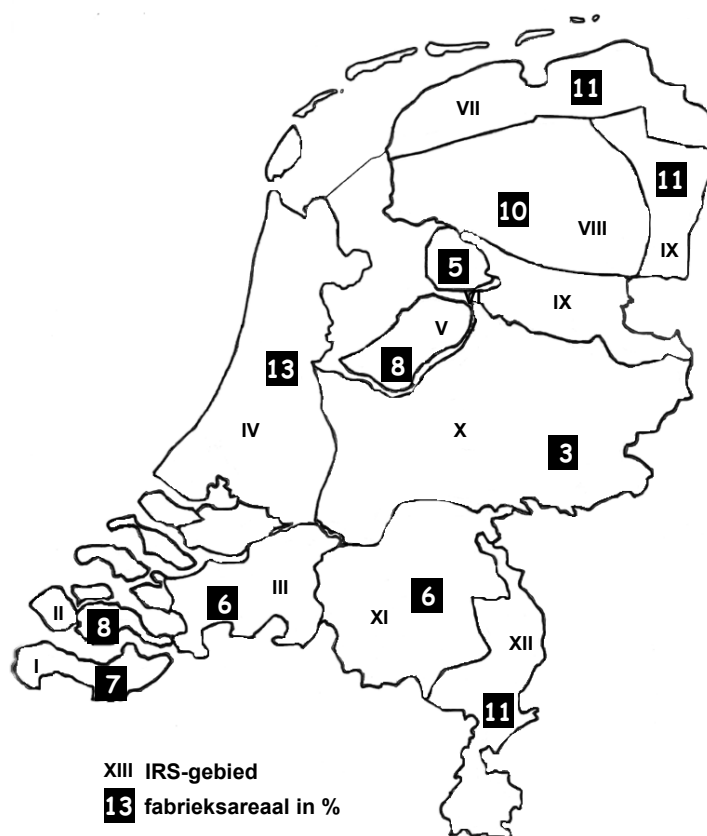 11
VII
11
10
VIII
IX
5
VI
IX
V
8
13
IV
X
3
III
6
6
XI
II
8
XII
I
7
11
XIII IRS-gebied
13 fabrieksareaal in %